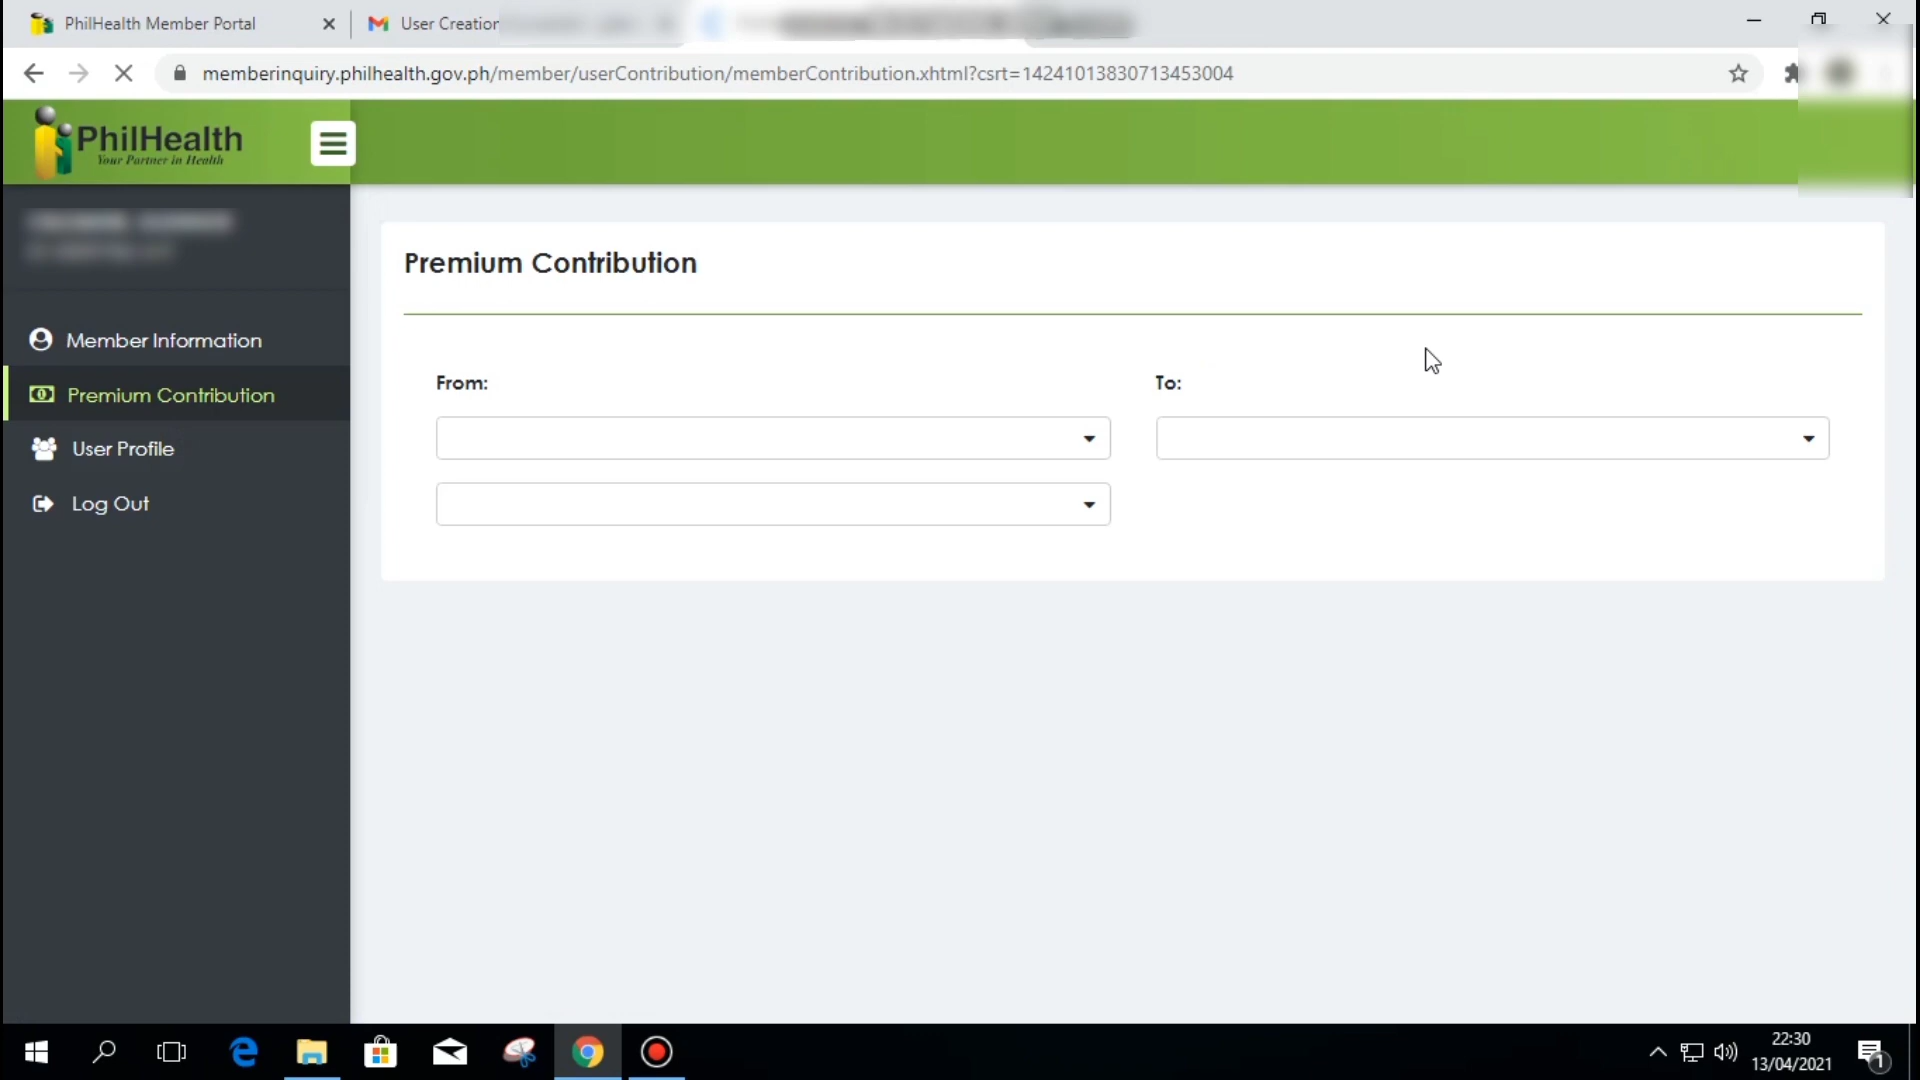 PhilHealth Member Portal
User Creation
memberinquiry.philhealth.gov.ph/member/userContribution/memberContribution.xhtml?csrt=14241013830713453004
PhilHealth
Your Partner in Health
Member Information
Premium Contribution
User Profile
Log Out
Premium Contribution
From:
To:
22:30
13/04/2021
1